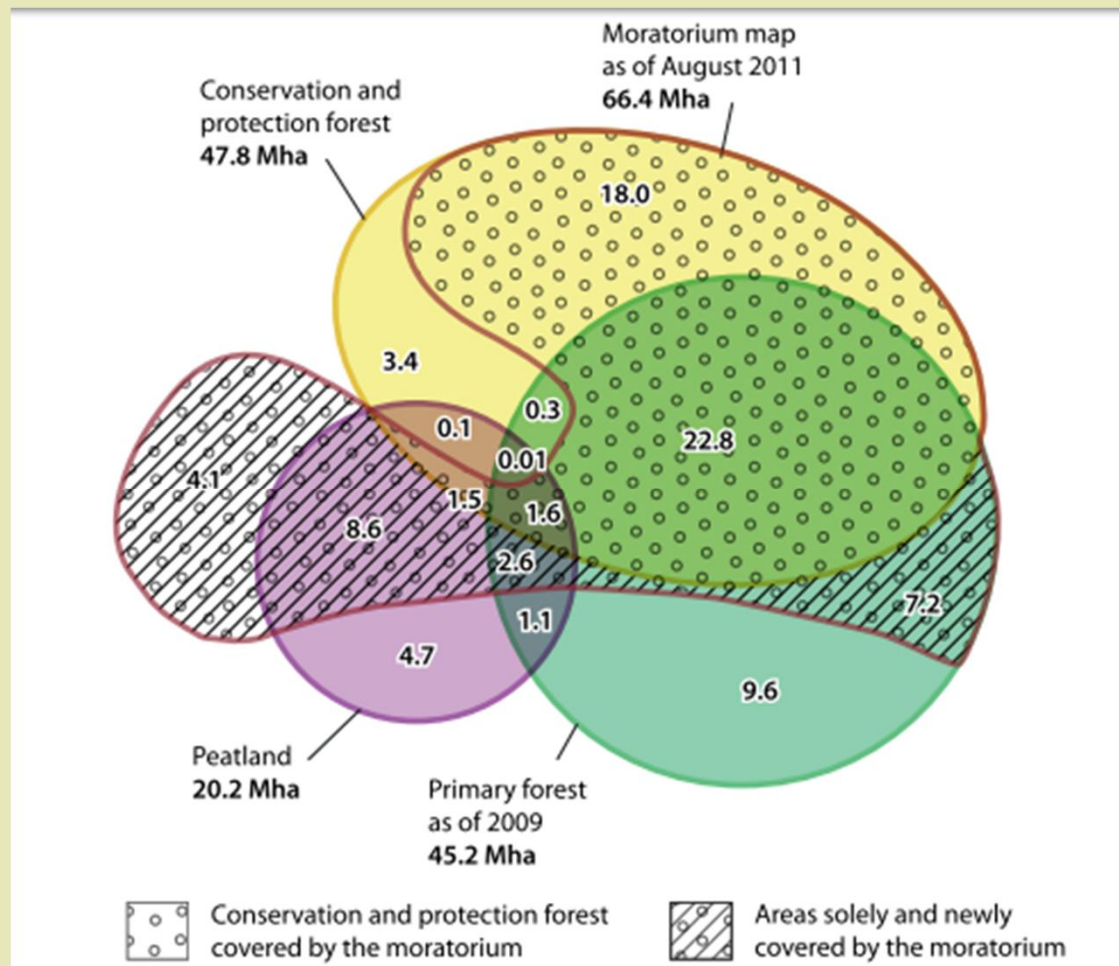 Moratorium map
as of August 2011
66.4 Mha
Conservation and
protection forest
47.8 Mha
18.0
3.4
0.3
0.1
22.8
0.01
4.1
1.5
1.6
8.6
2.6
7.2
1.1
4.7
9.6
Peatland
20.2 Mha
Primary forest
as of 2009
45.2 Mha
Conservation and protection forest
covered by the moratorium
Areas solely and newly
covered by the moratorium